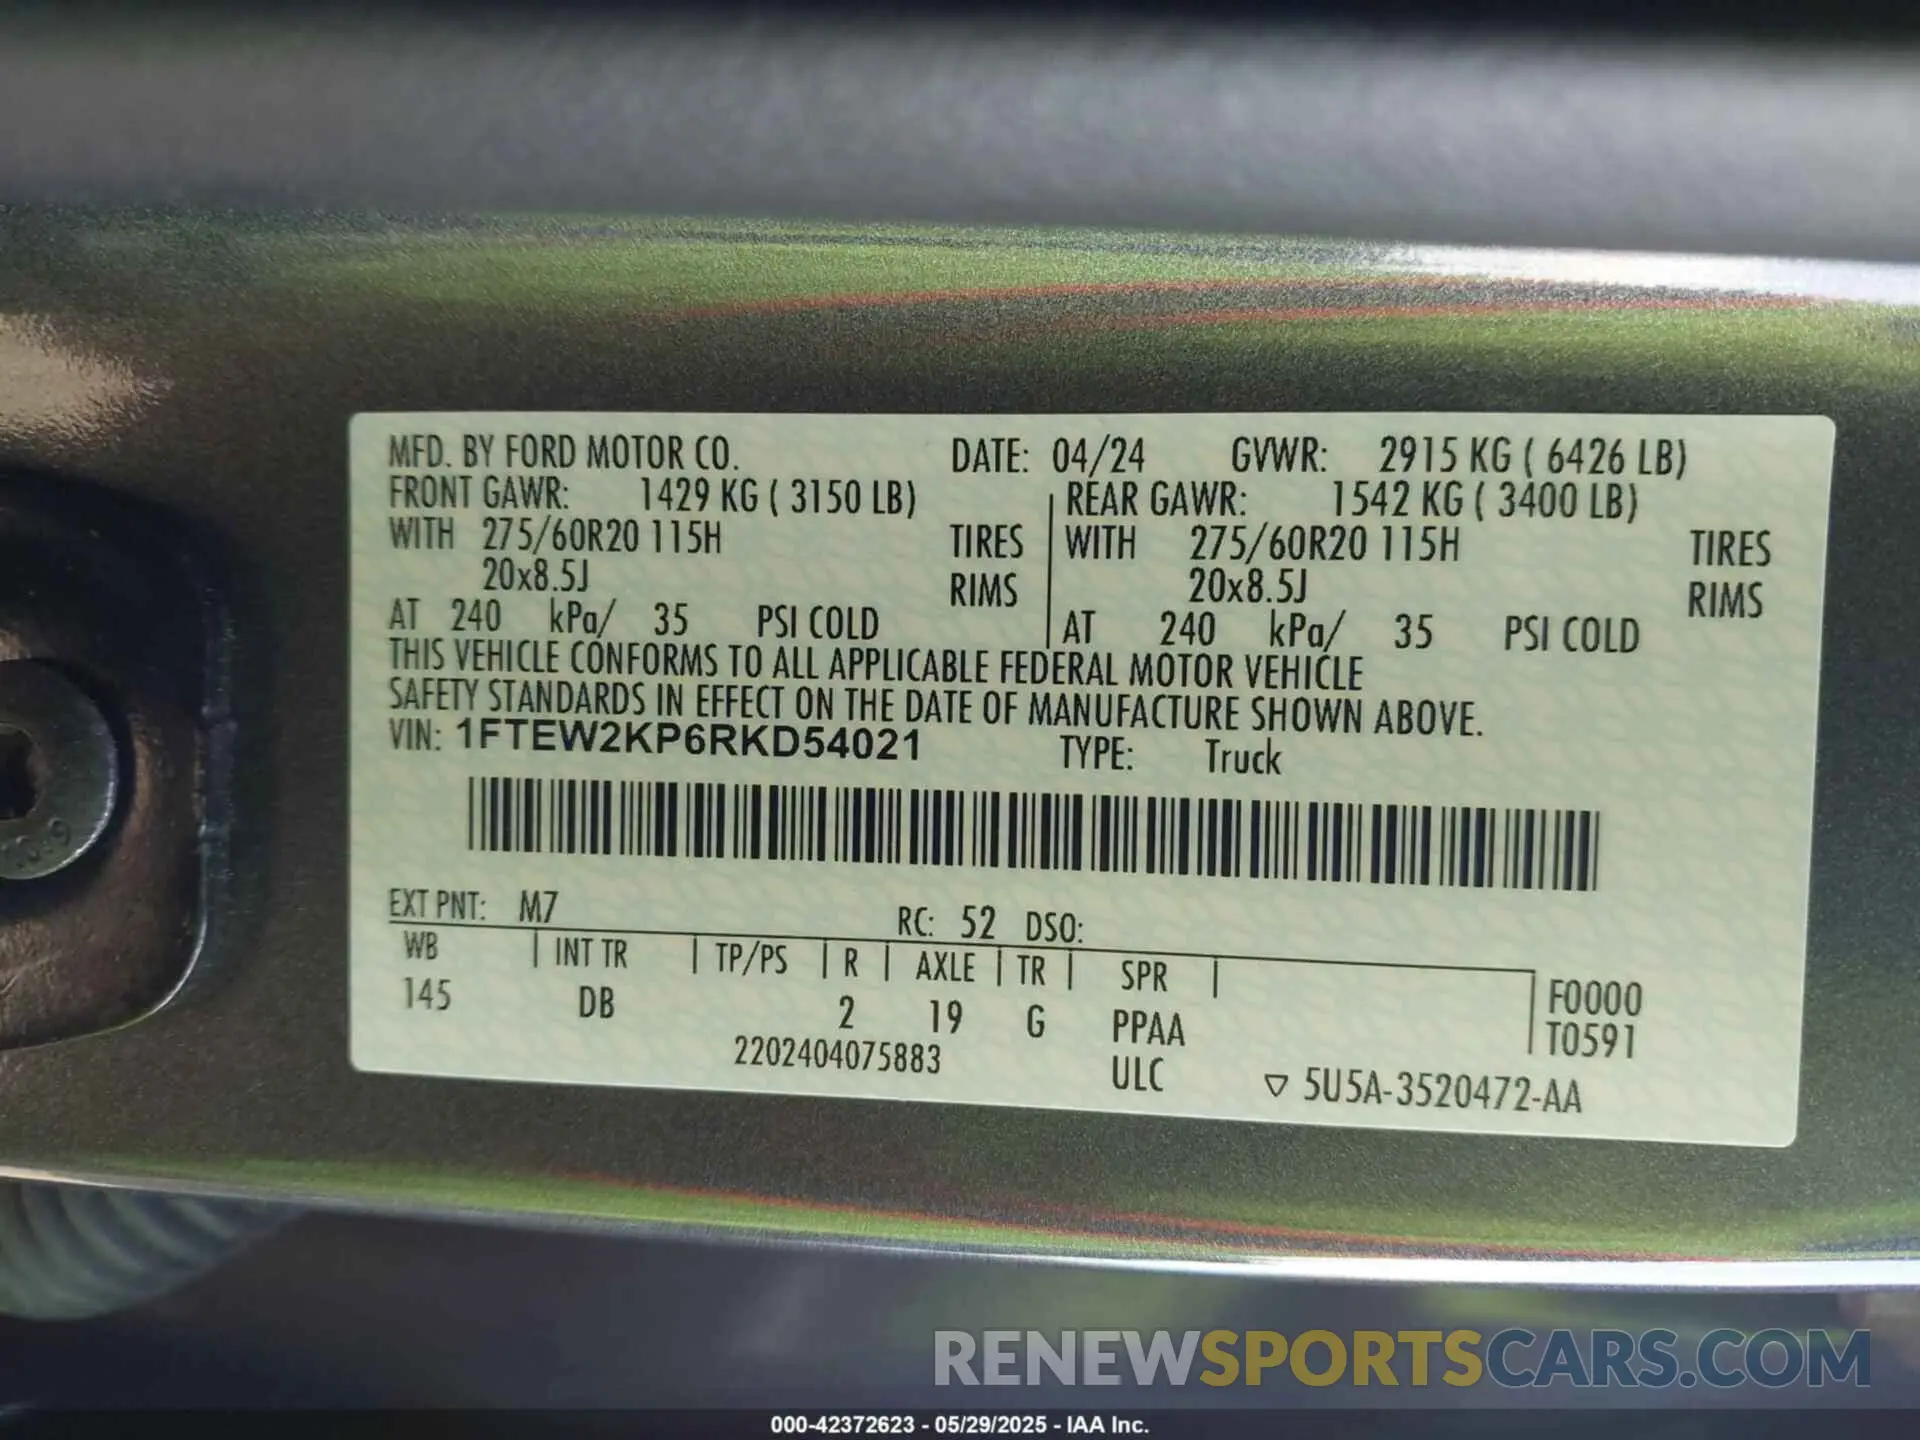 MFD. BY FORD MOTOR CO. DATE: 04/24 GVWR: 2915 KG ( 6426 LB)
FRONT GAWR: 1429 KG ( 3150 LB) REAR GAWR: 1542 KG ( 3400 LB)
WITH 275/60R20 115H TIRES WITH 275/60R20 115H TIRES
20x8.5J RIMS 20x8.5J RIMS
AT 240 kPa/ 35 PSI COLD AT 240 kPa/ 35 PSI COLD
THIS VEHICLE CONFORMS TO ALL APPLICABLE FEDERAL MOTOR VEHICLE
SAFETY STANDARDS IN EFFECT ON THE DATE OF MANUFACTURE SHOWN ABOVE.
VIN: 1FTEW2KP6RKD54021 TYPE: Truck
EXT PNT: M7 RC: 52 DSO:
WB INT TR TP/PS R AXLE TR SPR F0000
145 DB 2 19 G PPAA T0591
2202404075883 ULC ▽ 5U5A-3520472-AA
10.9
RENEWSPORTSCARS.COM
000-42372623 - 05/29/2025 - IAA Inc.